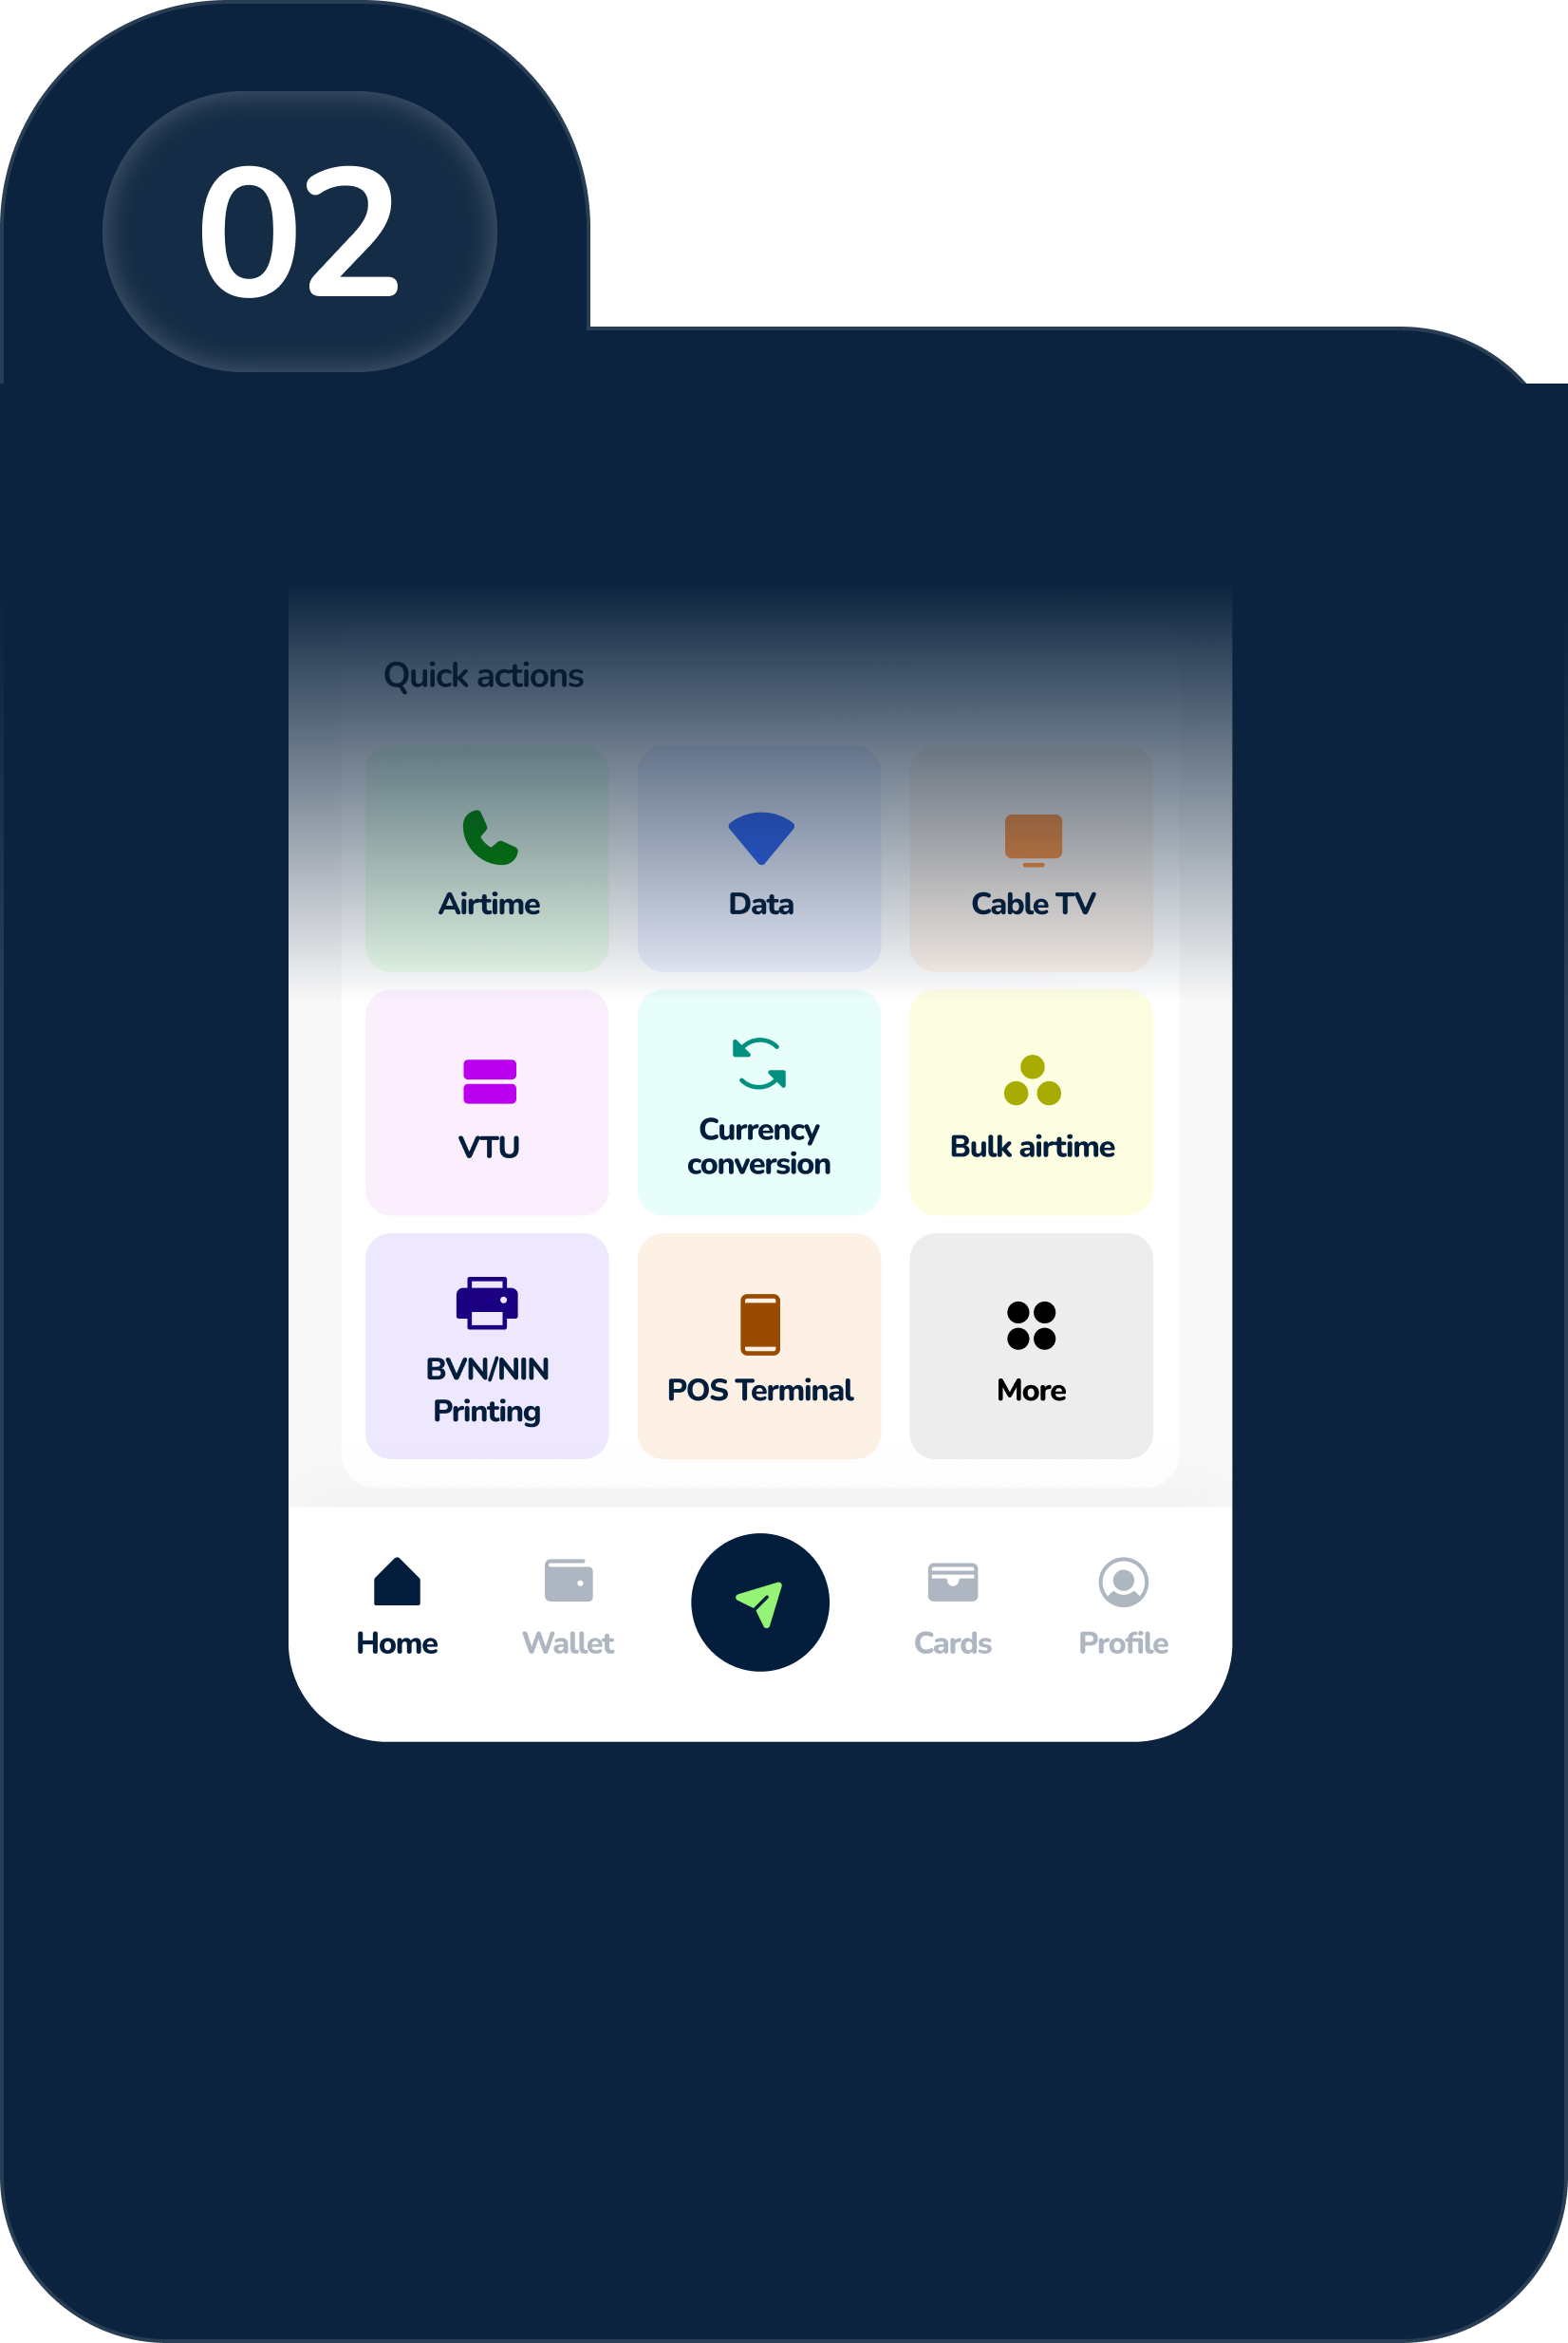 02
Quick actions
Airtime
Data
Cable TV
VTU
Currency
conversion
Bulk airtime
BVN/NIN
Printing
POS Terminal
More
Home
Wallet
Cards
Profile